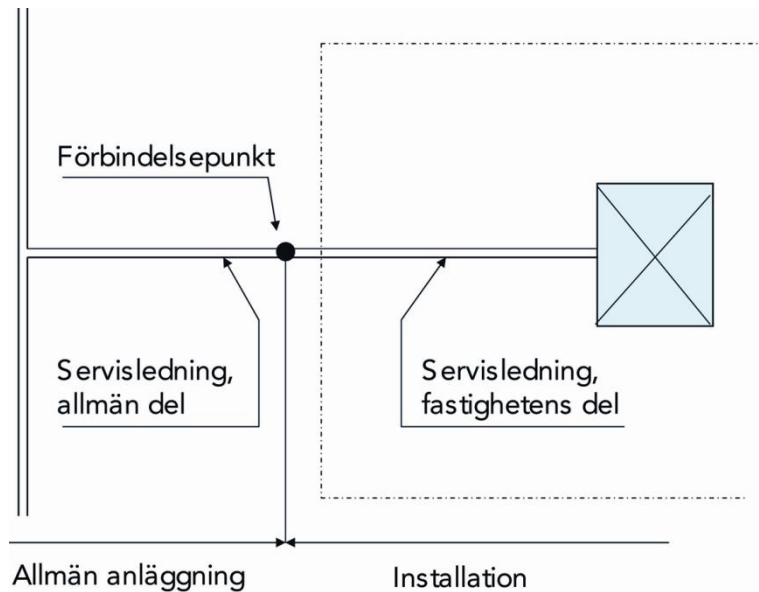 Förbindelsepunkt
Servisledning,
allmän del
Servisledning,
fastighetens del
Allmän anläggning
Installation